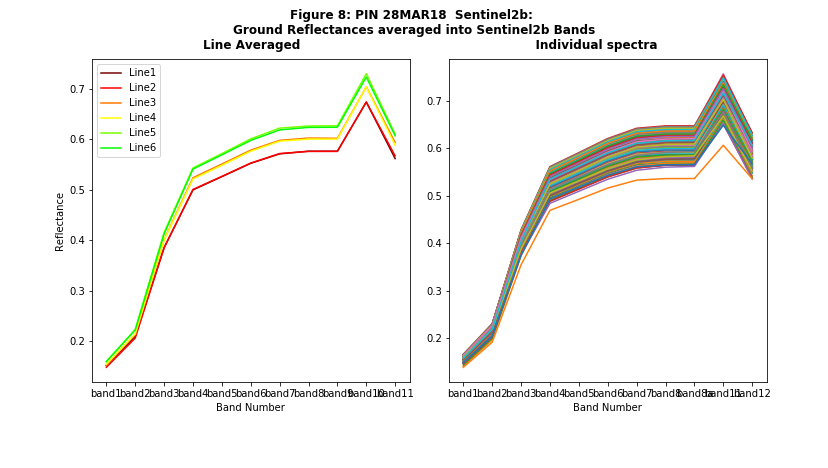 Figure 8: PIN 28MAR18 Sentinel2b:
Ground Reflectances averaged into Sentinel2b Bands
Line Averaged
Individual spectra
Line1
Line2
Line3
Line4
Line5
Line6
Reflectance
0.7
0.6
0.5
0.4
0.3
0.2
band1 band2 band3 band4 band5 band6 band7 band8 band9 band10 band11
Band Number
0.7
0.6
0.5
0.4
0.3
0.2
band1 band2 band3 band4 band5 band6 band7 band8 band8a band11 band12
Band Number